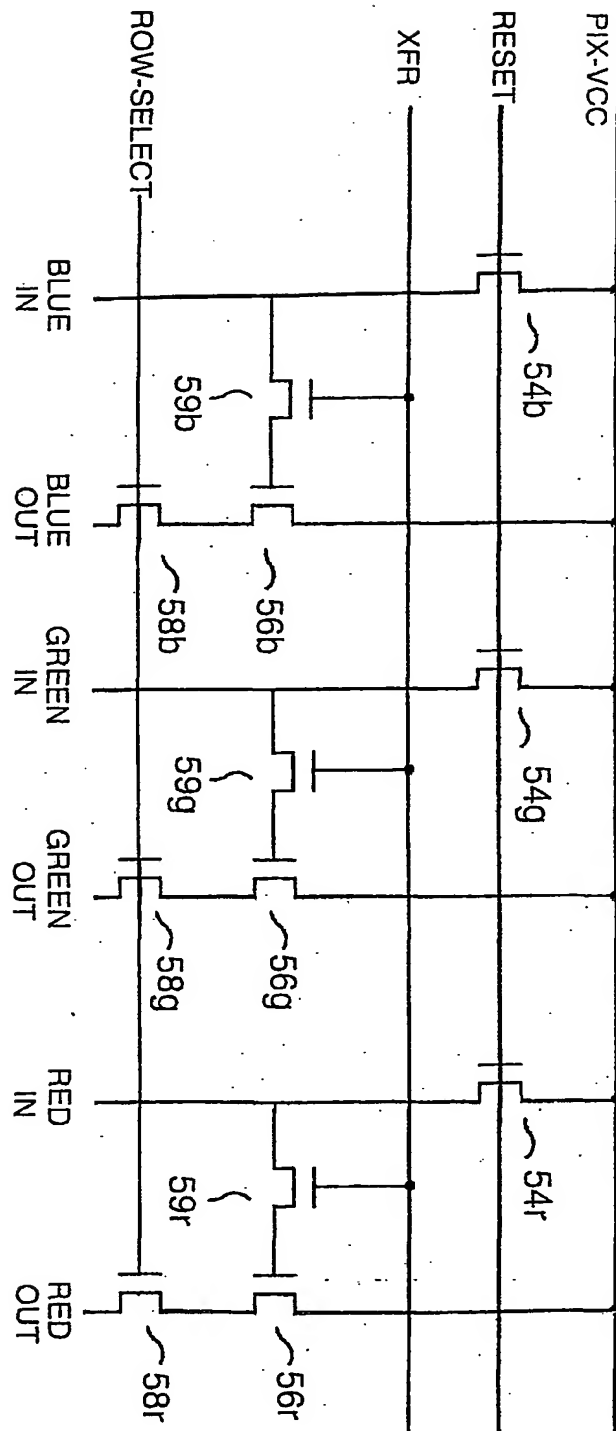 PIX-VCC
RESET
XFR
ROW-SELECT
54b
54g
54r
59b
56b
59g
56g
59r
56r
58b
58g
58r
BLUE
IN
BLUE
OUT
GREEN
IN
GREEN
OUT
RED
IN
RED
OUT